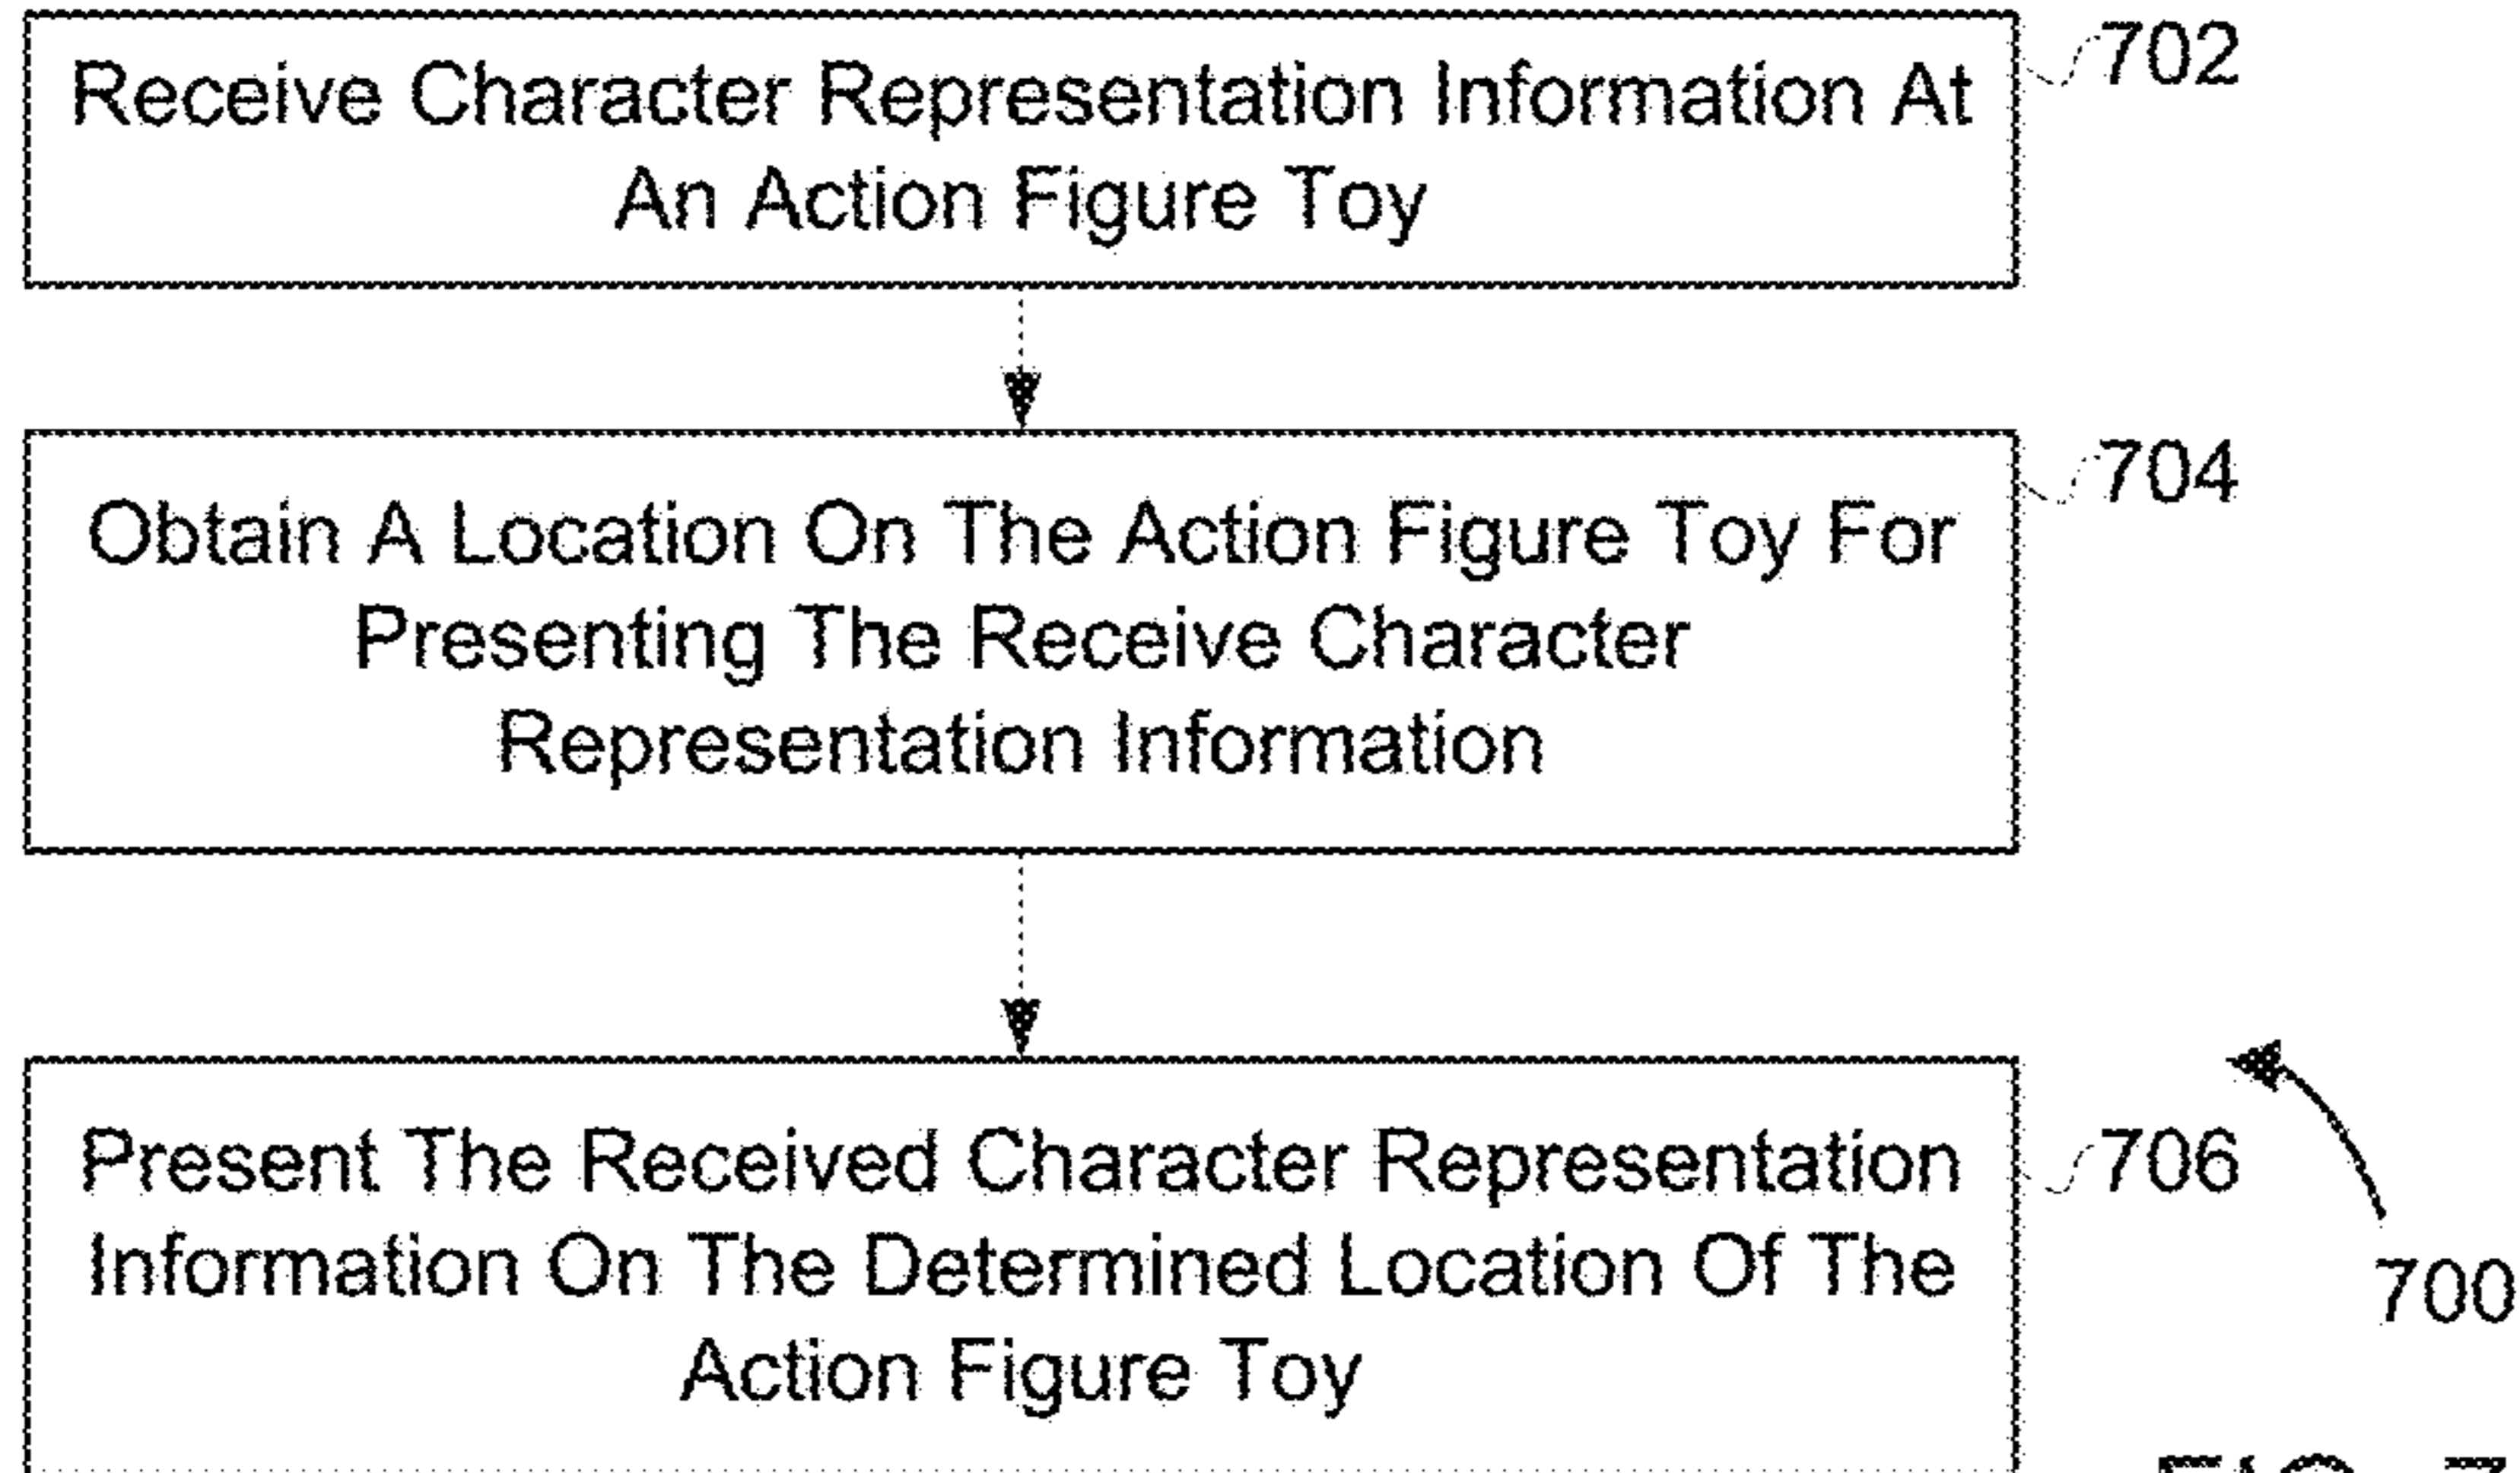 Receive Character Representation Information At
An Action Figure Toy
702
Obtain A Location On The Action Figure Toy For
Presenting The Receive Character
Representation Information
704
Present The Received Character Representation
Information On The Determined Location Of The
Action Figure Toy
706
700